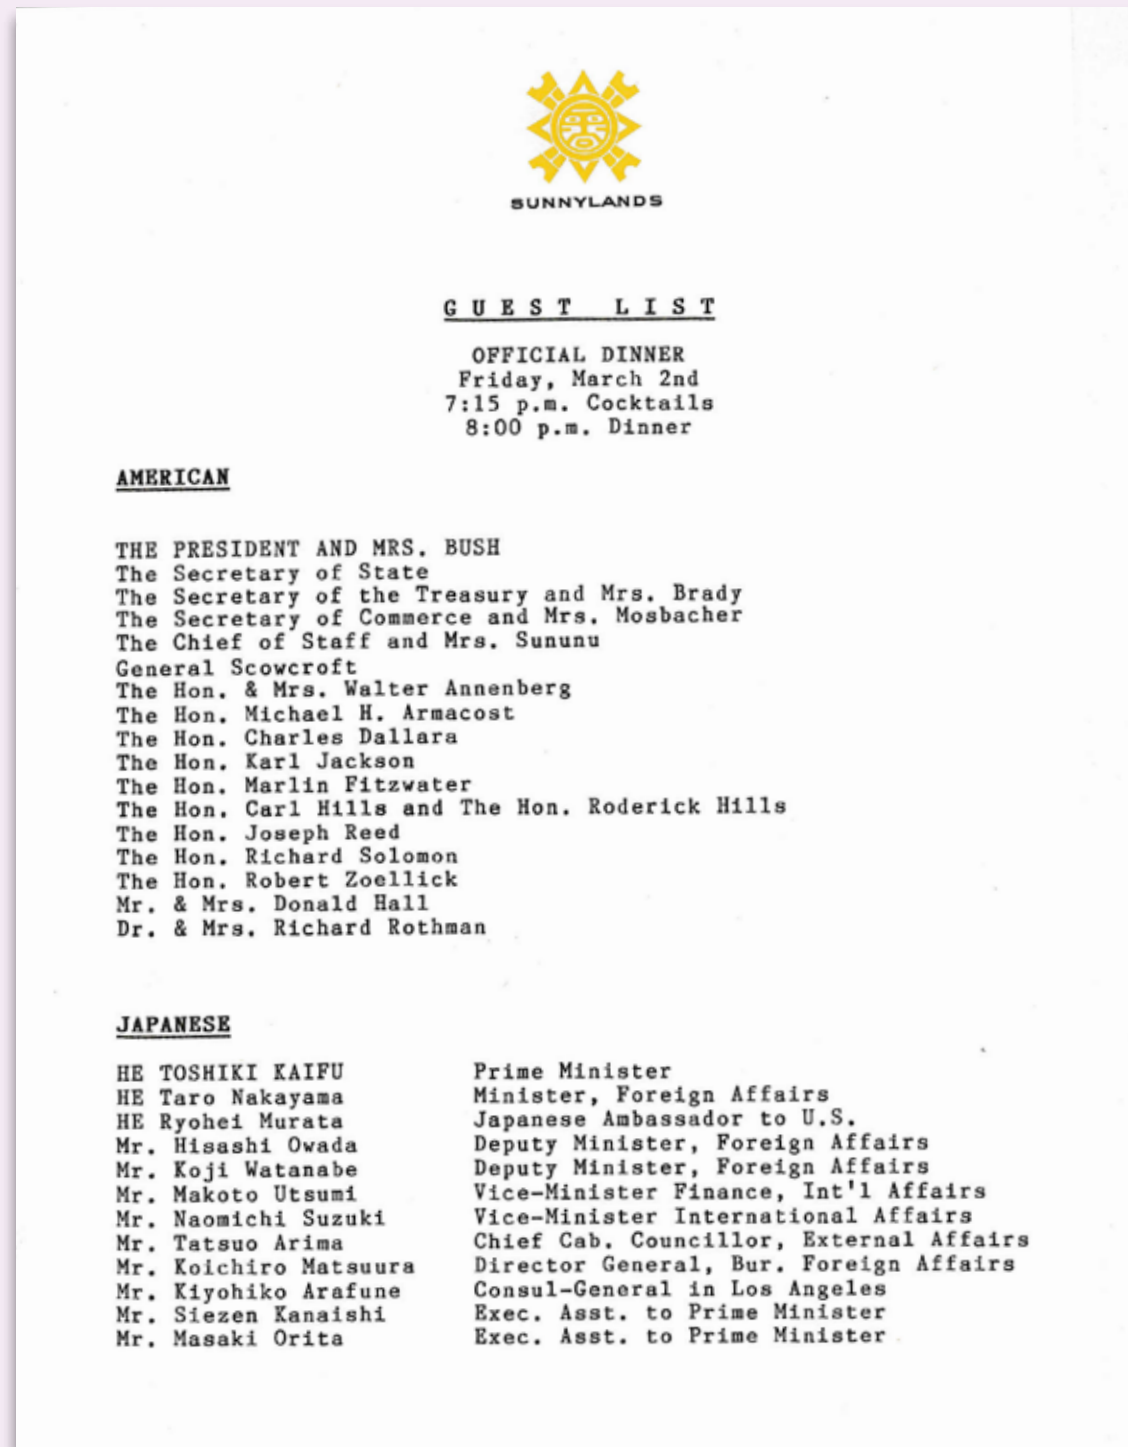 SUNNYLANDS
GUEST LIST
OFFICIAL DINNER
Friday, March 2nd
7:15 p.m. Cocktails
8:00 p.m. Dinner
AMERICAN
THE PRESIDENT AND MRS. BUSH
The Secretary of State
The Secretary of the Treasury and Mrs. Brady
The Secretary of Commerce and Mrs. Mosbacher
The Chief of Staff and Mrs. Sununu
General Scowcroft
The Hon. & Mrs. Walter Annenberg
The Hon. Michael H. Armacost
The Hon. Charles Dallara
The Hon. Karl Jackson
The Hon. Marlin Fitzwater
The Hon. Carl Hills and The Hon. Roderick Hills
The Hon. Joseph Reed
The Hon. Richard Solomon
The Hon. Robert Zoellick
Mr. & Mrs. Donald Hall
Dr. & Mrs. Richard Rothman
JAPANESE
HE TOSHIKI KAIFU Prime Minister
HE Taro Nakayama Minister, Foreign Affairs
HE Ryohei Murata Japanese Ambassador to U.S.
Mr. Hisashi Owada Deputy Minister, Foreign Affairs
Mr. Koji Watanabe Deputy Minister, Foreign Affairs
Mr. Makoto Utsumi Vice-Minister Finance, Int'l Affairs
Mr. Naomichi Suzuki Vice-Minister International Affairs
Mr. Tatsuo Arima Chief Cab. Councillor, External Affairs
Mr. Koichiro Matsuura Director General, Bur. Foreign Affairs
Mr. Kiyohiko Arafune Consul-General in Los Angeles
Mr. Siezen Kanaishi Exec. Asst. to Prime Minister
Mr. Masaki Orita Exec. Asst. to Prime Minister